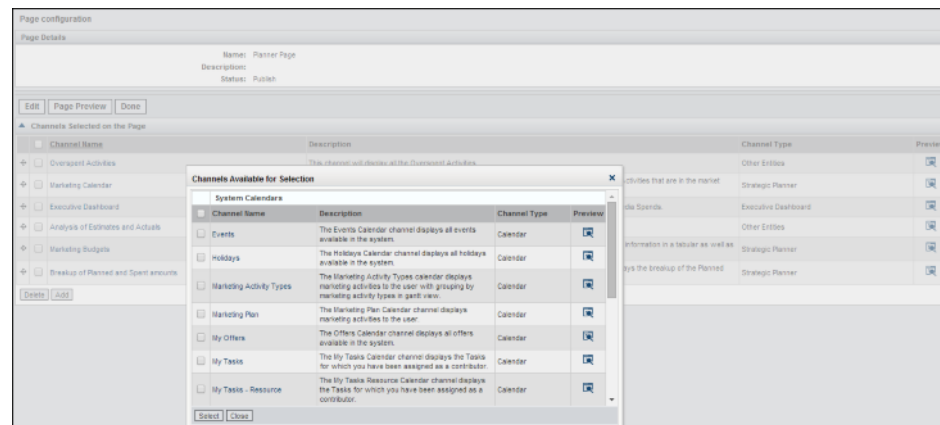 Page configuration
Page Details
Name: Planner Page
Description:
Status: Publish
Edit Page Preview Done
Channels Selected on the Page
Channel Name Description Channel Type Preview
Overspent Activities This channel will display all the Overspent Activities Other Entities
Marketing Calendar ctivities that are in the market Strategic Planner
Executive Dashboard dia Spends. Executive Dashboard
Analysis of Estimates and Actuals Other Entities
Marketing Budgets information in a tabular as well as Strategic Planner
Breakup of Planned and Spent amounts ays the breakup of the Planned Strategic Planner
Delete Add
Channels Available for Selection
System Calendars
Channel Name Description Channel Type Preview
Events The Events Calendar channel displays all events Calendar
available in the system.
Holidays The Holidays Calendar channel displays all holidays Calendar
available in the system.
The Marketing Activity Types calendar displays
Marketing Activity Types marketing activities to the user with grouping by Calendar
marketing activity types in gantt view.
Marketing Plan The Marketing Plan channel displays Calendar
marketing activities to the user.
My Offers The Offers Calendar channel displays all offers Calendar
available in the system.
My Tasks The My Tasks Calendar channel displays the Tasks Calendar
for which you have been assigned as a contributor.
The My Tasks Resource Calendar channel displays
My Tasks - Resource the Tasks for which you have been assigned as a Calendar
contributor.
Select Close